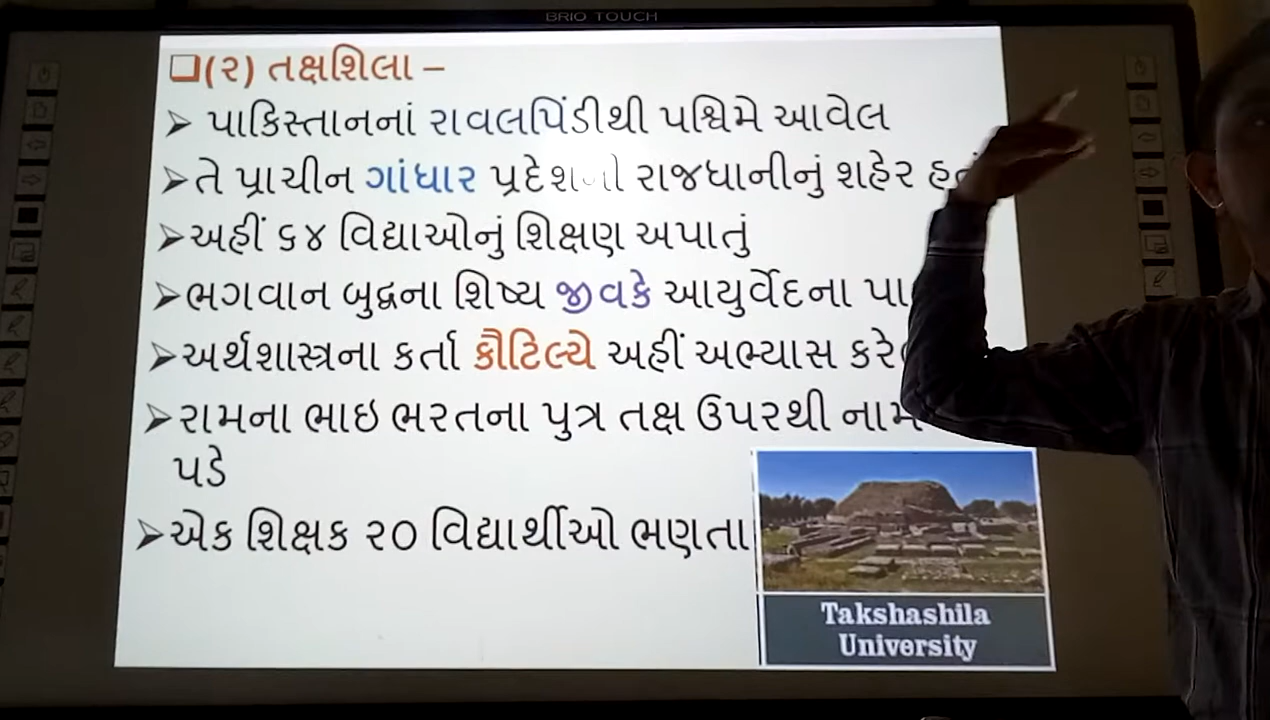 BRIO TOUCH
❑(૨) તક્ષશિલા –
➢ પાકિસ્તાનનાં રાવલપિંડીથી પશ્વિમે આવેલ
➢તે પ્રાચીન ગાંધાર પ્રદેશની રાજધાનીનું શહેર
➢અહીં ૬૪ વિદ્યાઓનું શિક્ષણ અપાતું
➢ભગવાન બુદ્ધના શિષ્ય જીવકે આયુર્વેદના
➢અર્થશાસ્ત્રના કર્તા કૌટિલ્યે અહીં અભ્યાસ
➢રામના ભાઇ ભરતના પુત્ર તક્ષ ઉપરથી નામ
પડે
➢એક શિક્ષક ૨૦ વિદ્યાર્થીઓ ભણતા
Takshashila
University